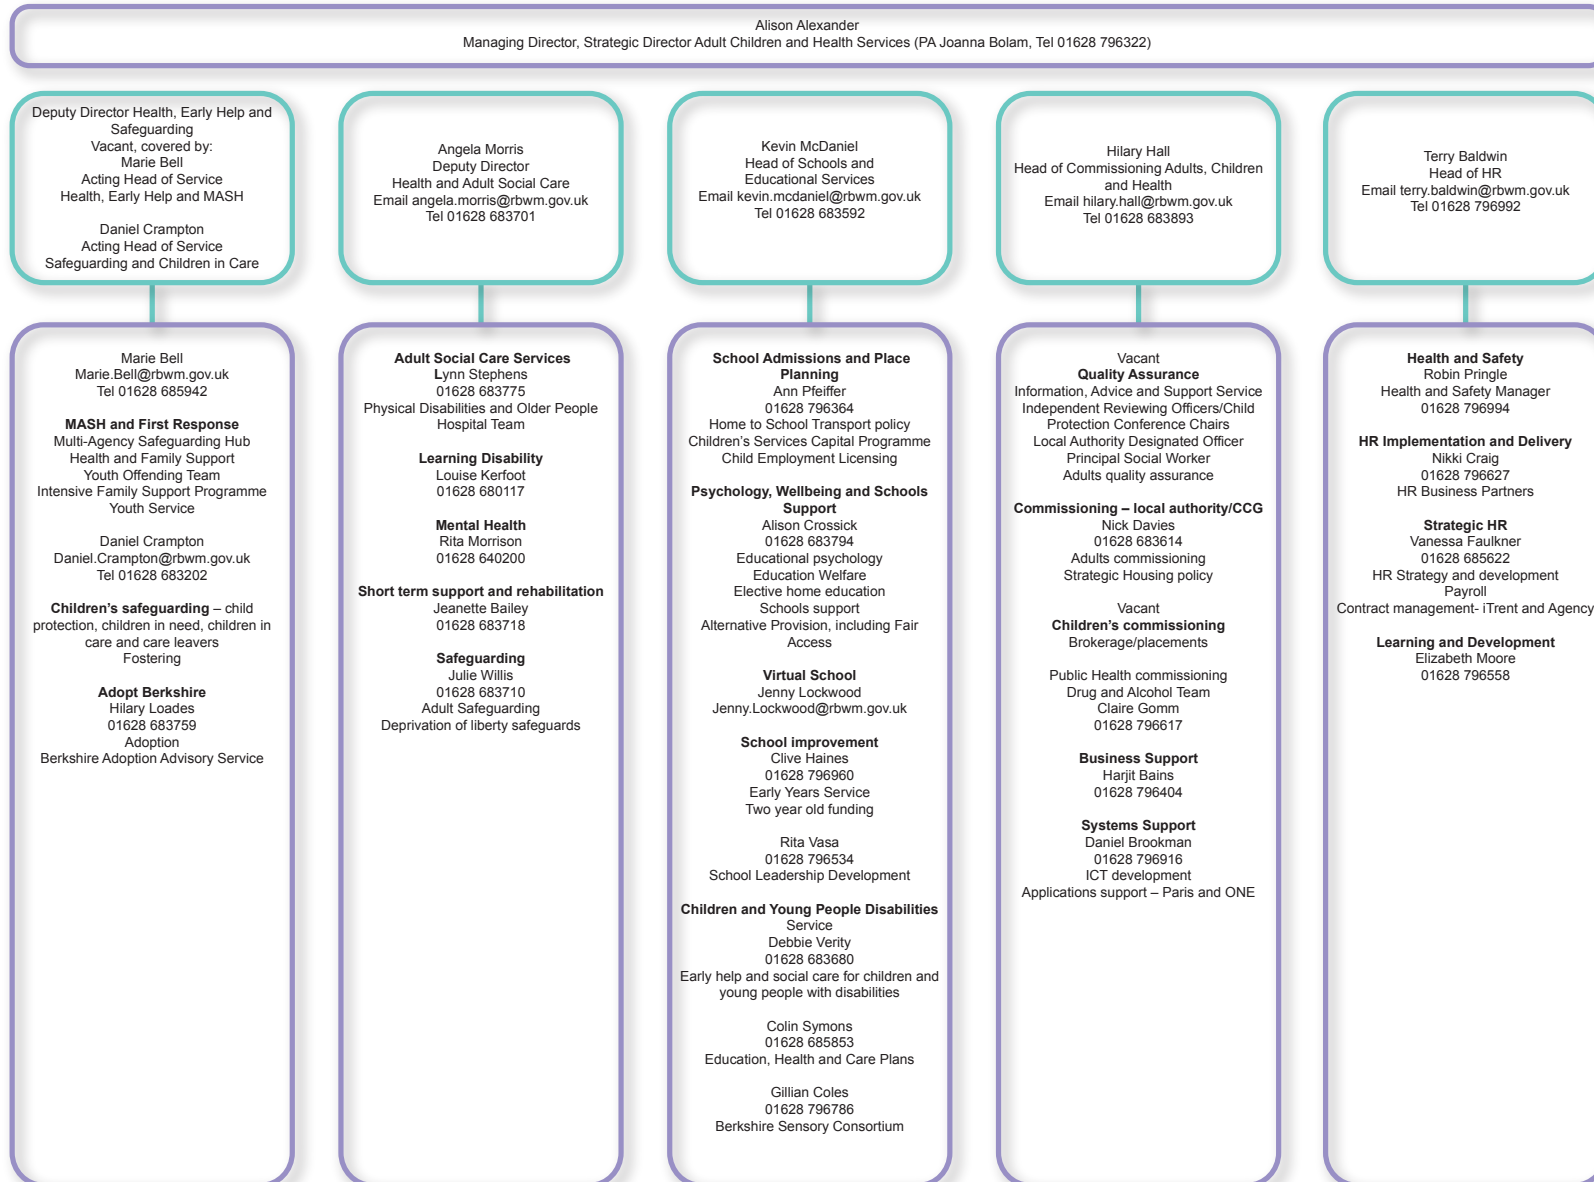 Alison Alexander
Managing Director, Strategic Director Adult Children and Health Services (PA Joanna Bolam, Tel 01628 796322)
Deputy Director Health, Early Help and
Safeguarding
Vacant, covered by:
Marie Bell
Acting Head of Service
Health, Early Help and MASH
Daniel Crampton
Acting Head of Service
Safeguarding and Children in Care
Angela Morris
Deputy Director
Health and Adult Social Care
Email angela.morris@rbwm.gov.uk
Tel 01628 683701
Kevin McDaniel
Head of Schools and
Educational Services
Email kevin.mcdaniel@rbwm.gov.uk
Tel 01628 683592
Hilary Hall
Head of Commissioning Adults, Children
and Health
Email hilary.hall@rbwm.gov.uk
Tel 01628 683893
Terry Baldwin
Head of HR
Email terry.baldwin@rbwm.gov.uk
Tel 01628 796992
Marie Bell
Marie.Bell@rbwm.gov.uk
Tel 01628 685942
MASH and First Response
Multi-Agency Safeguarding Hub
Health and Family Support
Youth Offending Team
Intensive Family Support Programme
Youth Service
Daniel Crampton
Daniel.Crampton@rbwm.gov.uk
Tel 01628 683202
Children's safeguarding – child
protection, children in need, children in
care and care leavers
Fostering
Adopt Berkshire
Hilary Loades
01628 683759
Adoption
Berkshire Adoption Advisory Service
Adult Social Care Services
Lynn Stephens
01628 683775
Physical Disabilities and Older People
Hospital Team
Learning Disability
Louise Kerfoot
01628 680117
Mental Health
Rita Morrison
01628 640200
Short term support and rehabilitation
Jeanette Bailey
01628 683718
Safeguarding
Julie Willis
01628 683710
Adult Safeguarding
Deprivation of liberty safeguards
School Admissions and Place
Planning
Ann Pfeiffer
01628 796364
Home to School Transport policy
Children's Services Capital Programme
Child Employment Licensing
Psychology, Wellbeing and Schools
Support
Alison Crossick
01628 683794
Educational psychology
Education Welfare
Elective home education
Schools support
Alternative Provision, including Fair
Access
Virtual School
Jenny Lockwood
Jenny.Lockwood@rbwm.gov.uk
School improvement
Clive Haines
01628 796960
Early Years Service
Two year old funding
Rita Vasa
01628 796534
School Leadership Development
Children and Young People Disabilities
Service
Debbie Verity
01628 683680
Early help and social care for children and
young people with disabilities
Colin Symons
01628 685853
Education, Health and Care Plans
Gillian Coles
01628 796786
Berkshire Sensory Consortium
Vacant
Quality Assurance
Information, Advice and Support Service
Independent Reviewing Officers/Child
Protection Conference Chairs
Local Authority Designated Officer
Principal Social Worker
Adults quality assurance
Commissioning – local authority/CCG
Nick Davies
01628 683614
Adults commissioning
Strategic Housing policy
Vacant
Children's commissioning
Brokerage/placements
Public Health commissioning
Drug and Alcohol Team
Claire Gomm
01628 796617
Business Support
Harjit Bains
01628 796404
Systems Support
Daniel Brookman
01628 796916
ICT development
Applications support – Paris and ONE
Health and Safety
Robin Pringle
Health and Safety Manager
01628 796994
HR Implementation and Delivery
Nikki Craig
01628 796627
HR Business Partners
Strategic HR
Vanessa Faulkner
01628 685622
HR Strategy and development
Payroll
Contract management- iTrent and Agency
Learning and Development
Elizabeth Moore
01628 796558